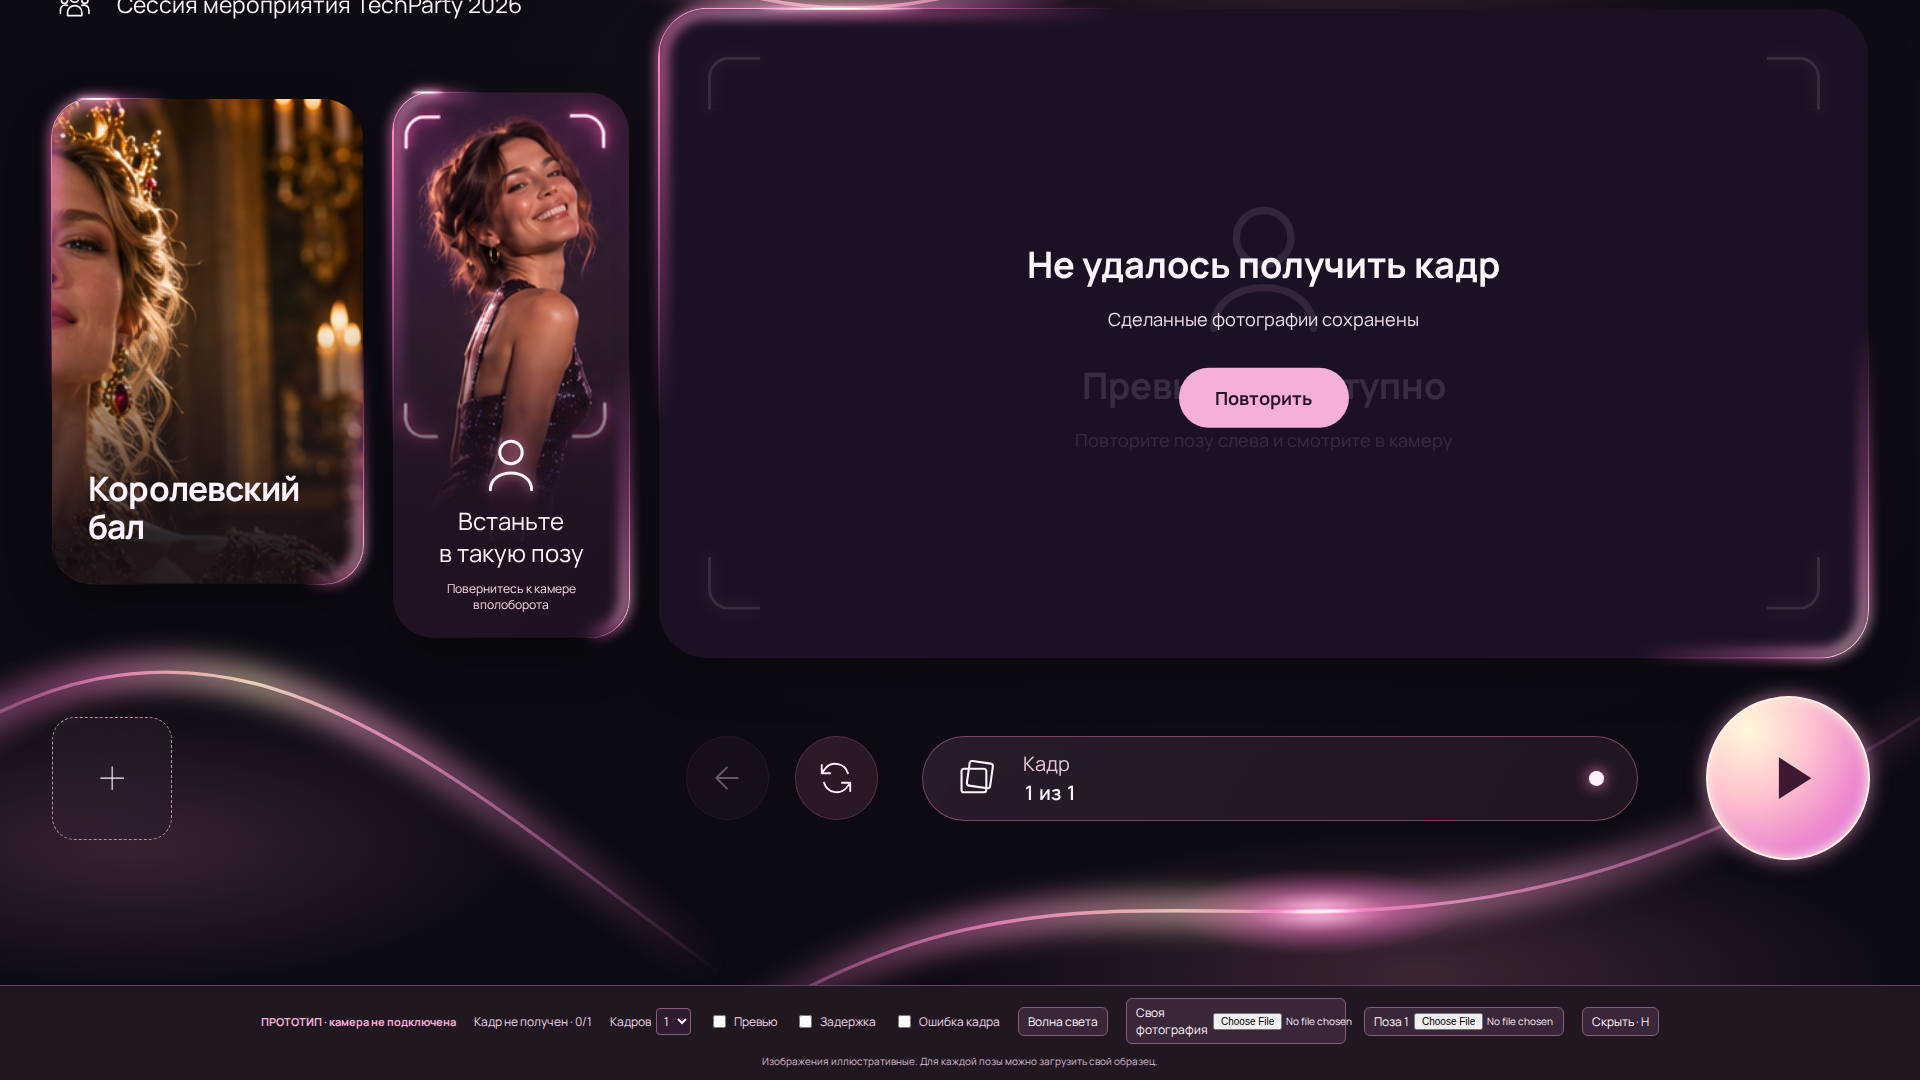 Сессия мероприятия TechParty 2026
Королевский
бал
Встаньте
в такую позу
Повернитесь к камере
вполоборота
Не удалось получить кадр
Сделанные фотографии сохранены
Повторить
Повторите позу слева и смотрите в камеру
Кадр
1 из 1
ПРОТОТИП · камера не подключена
Кадр не получен · 0/1
Кадров 1
Превью
Задержка
Ошибка кадра
Волна света
Своя
фотография
Choose File No file chosen
Поза 1 Choose File No file chosen
Скрыть · H
Изображения иллюстративные. Для каждой позы можно загрузить свой образец.